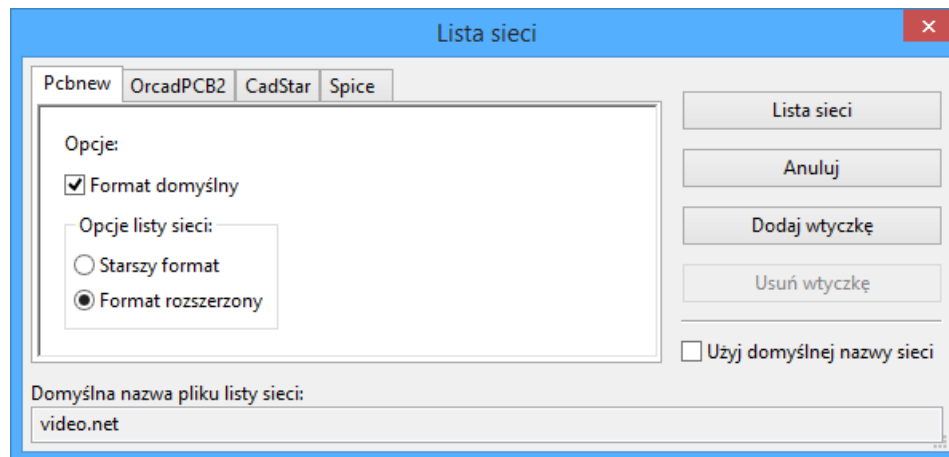 Lista sieci
Pcbnew OrcadPCB2 CadStar Spice
Opcje:
Format domyślny
Opcje listy sieci:
Starszy format
Format rozszerzony
Lista sieci
Anuluj
Dodaj wtyczkę
Usuń wtyczkę
Użyj domyślnej nazwy sieci
Domyślna nazwa pliku listy sieci:
video.net